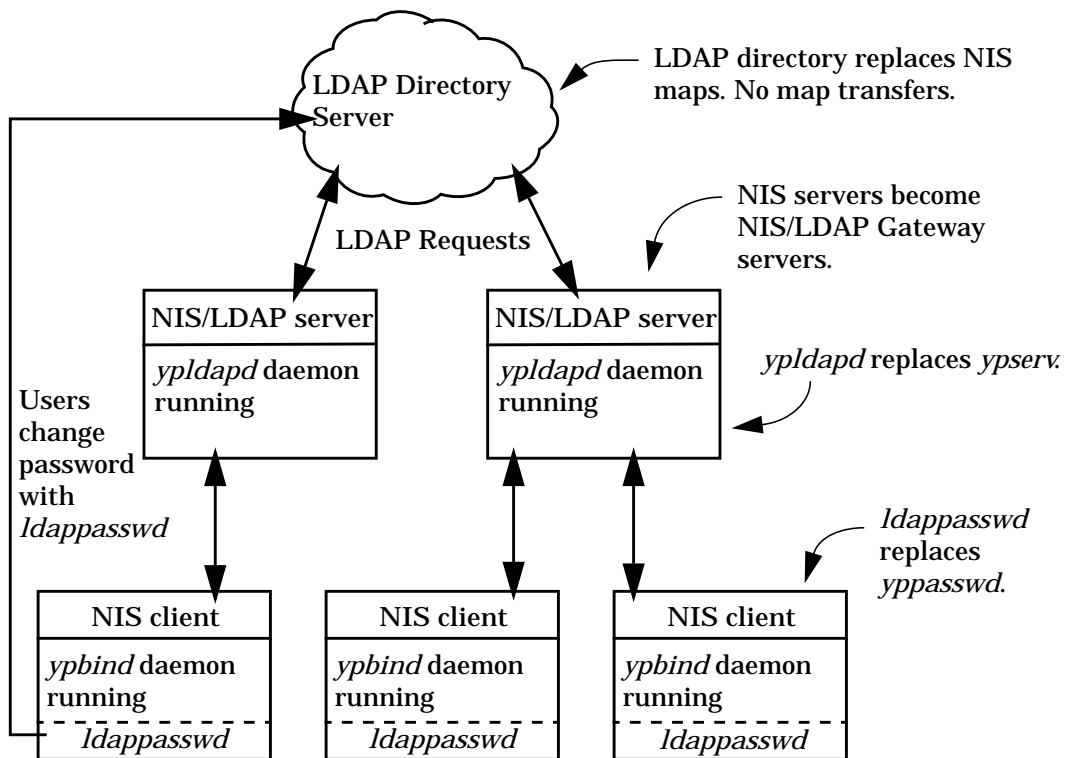 LDAP Directory
Server
LDAP directory replaces NIS
maps. No map transfers.
NIS servers become
NIS/LDAP Gateway
servers.
LDAP Requests
NIS/LDAP server
ypldapd daemon
running
NIS/LDAP server
ypldapd daemon
running
ypldapd replaces ypserv.
Users
change
password
with
ldappasswd
ldappasswd
replaces
yppasswd.
NIS client
ypbind daemon
running
ldappasswd
NIS client
ypbind daemon
running
ldappasswd
NIS client
ypbind daemon
running
ldappasswd